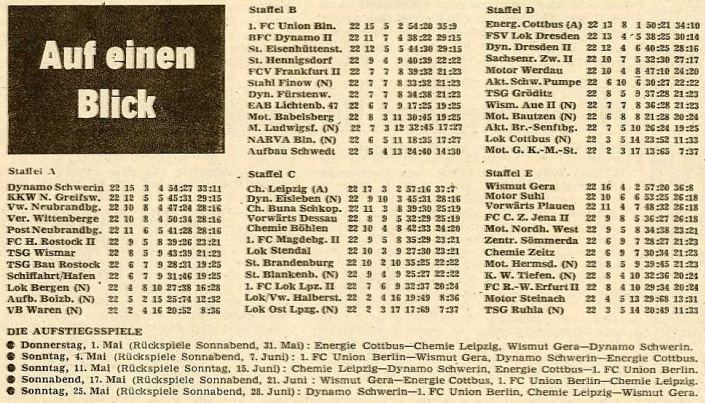 Auf einen
Blick
Staffel A
Dynamo Schwerin 22 15 3 4 54:27 33:11
KKW N. Greifsw. 22 12 5 5 45:31 29:15
Vw. Neubrandbg. 22 10 8 4 47:24 28:16
Ver. Wittenberge 22 10 8 4 50:34 28:16
Post Neubrandbg. 22 11 6 5 41:28 28:16
FC H. Rostock II 22 9 5 8 39:26 23:21
TSG Wismar 22 8 5 9 43:39 21:23
TSG Bau Rostock 22 6 7 9 28:31 19:25
Schiffahrt/Hafen 22 6 7 9 31:46 19:25
Lok Bergen (N) 22 4 8 10 27:38 16:28
Aufb. Boizb. (N) 22 5 2 15 25:74 12:32
VB Waren (N) 22 2 4 16 20:52 8:36
Staffel B
1. FC Union Bln. 22 15 5 2 54:20 35:9
BFC Dynamo II 22 11 7 4 38:22 29:15
St. Eisenhüttenst. 22 12 5 5 44:30 29:15
St. Hennigsdorf 22 9 4 9 40:39 22:22
FCV Frankfurt II 22 7 7 8 39:32 21:23
Stahl Finow (N) 22 7 7 8 33:32 21:23
Dyn. Fürstenw. 22 7 7 8 34:38 21:23
EAB Lichtenb. 47 22 6 7 9 17:25 19:25
Mot. Babelsberg 22 8 3 11 30:45 19:25
M. Ludwigsf. (N) 22 7 3 12 32:45 17:27
NARVA Bln. (N) 22 6 5 11 18:35 17:27
Aufbau Schwedt 22 5 4 13 24:40 14:30
Staffel C
Ch. Leipzig (A) 22 17 3 2 57:16 37:7
Dyn. Eisleben (N) 22 9 10 3 45:31 28:16
Ch. Buna Schkop. 22 11 3 8 39:30 25:19
Vorwärts Dessau 22 8 9 5 32:29 25:19
Chemie Böhlen 22 10 4 8 42:33 24:20
1. FC Magdebg. II 22 9 5 8 35:29 23:21
Lok Stendal 22 10 3 9 27:30 23:21
St. Brandenburg 22 10 2 10 35:25 22:22
St. Blankenb. (N) 22 9 4 9 25:27 22:22
1. FC Lok Lpz. II 22 7 6 9 32:37 20:24
Lok/Vw. Halberst. 22 2 4 16 19:49 8:36
Lok Ost Lpzg. (N) 22 2 3 17 17:69 7:37
Staffel D
Energ. Cottbus (A) 22 13 8 1 50:21 34:10
FSV Lok Dresden 22 13 4 5 38:25 30:14
Dyn. Dresden II 22 12 4 6 40:25 28:16
Sachsenr. Zw. II 22 10 7 5 32:30 27:17
Motor Werdau 22 10 4 8 47:10 24:20
Akt. Schw. Pumpe 22 6 10 6 30:27 22:22
TSG Gröditz 22 8 5 9 37:28 21:23
Wism. Aue II (N) 22 7 7 8 36:28 21:23
Mot. Bautzen (N) 22 6 8 8 21:28 20:24
Akt. Br.-Senftbg. 22 7 5 10 26:24 19:25
Lok Cottbus (N) 22 3 5 14 23:52 11:33
Mot. G. K.-M.-St. 22 2 3 17 13:65 7:37
Staffel E
Wismut Gera 22 16 4 2 57:20 36:8
Motor Suhl 22 10 6 6 53:25 26:18
Vorwärts Plauen 22 11 4 7 48:32 26:18
FC C. Z. Jena II 22 9 8 5 36:27 26:18
Mot. Nordh. West 22 9 5 8 34:38 23:21
Zentr. Sömmerda 22 6 9 7 28:27 21:23
Chemie Zeitz 22 6 9 7 30:34 21:23
Mot. Hermsd. (N) 22 8 5 9 39:45 21:23
K. W. Tiefen. (N) 22 8 4 10 32:36 20:24
FC R.-W. Erfurt II 22 8 4 10 29:34 20:24
Motor Steinach 22 4 5 13 29:68 13:31
TSG Ruhla (N) 22 3 5 14 20:49 11:33
DIE AUFSTIEGSSPIELE
Donnerstag, 1. Mai (Rückspiele Sonnabend, 31. Mai): Energie Cottbus—Chemie Leipzig, Wismut Gera—Dynamo Schwerin.
Sonntag, 4. Mai (Rückspiele Sonnabend, 7. Juni): 1. FC Union Berlin—Wismut Gera, Dynamo Schwerin—Energie Cottbus.
Sonntag, 11. Mai (Rückspiele Sonntag, 15. Juni): Chemie Leipzig—Dynamo Schwerin, Energie Cottbus—1. FC Union Berlin.
Sonnabend, 17. Mai (Rückspiele Sonnabend, 21. Juni: Wismut Gera—Energie Cottbus, 1. FC Union Berlin—Chemie Leipzig.
Sonntag, 25. Mai (Rückspiele Sonnabend, 28. Juni): Dynamo Schwerin—1. FC Union Berlin, Chemie Leipzig—Wismut Gera.